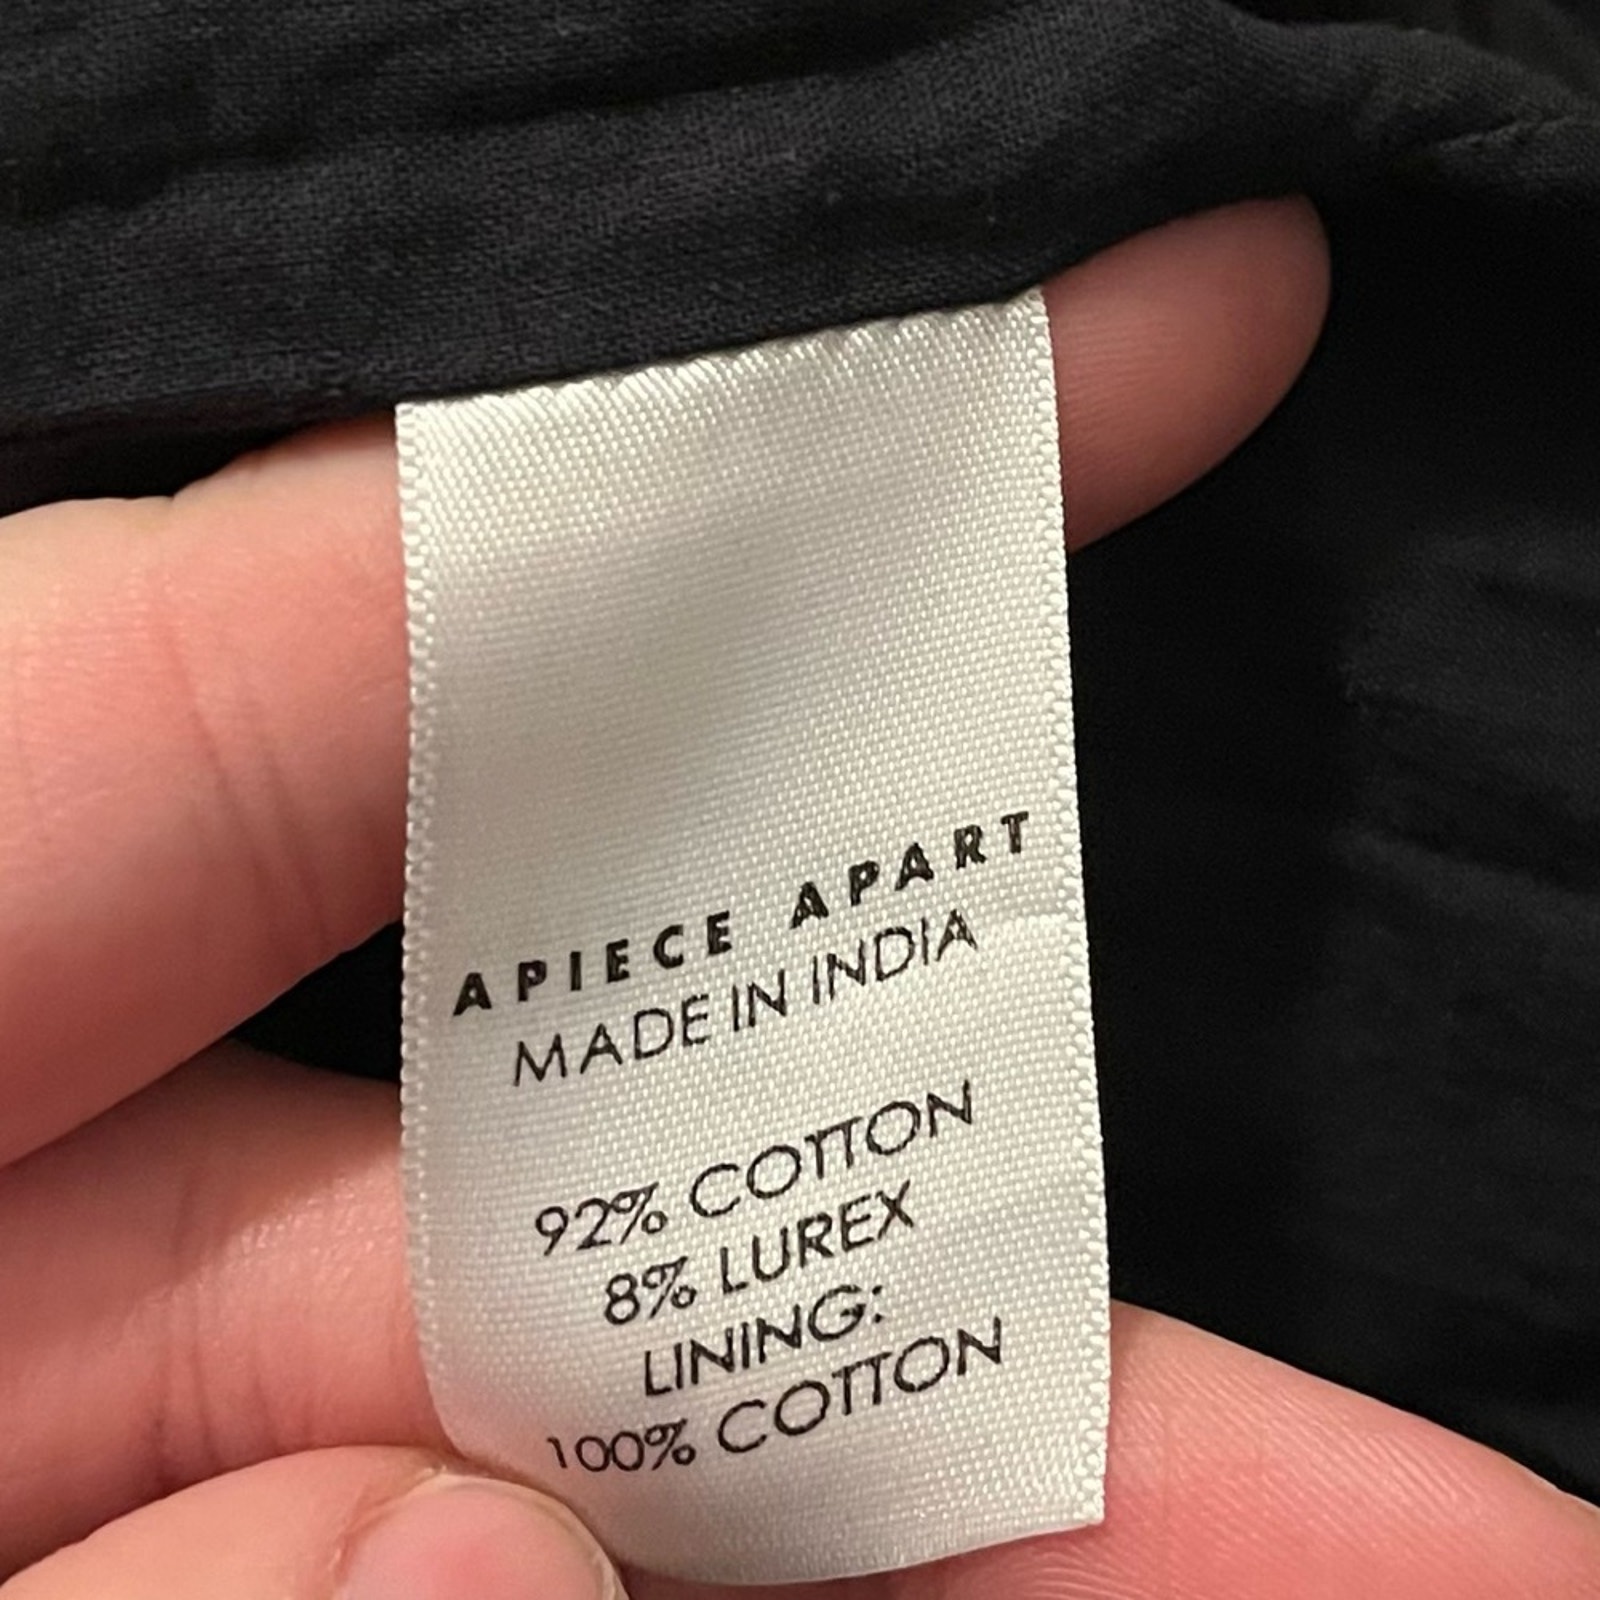 APIECE APART
MADE IN INDIA
92% COTTON
8% LUREX
LINING:
100% COTTON